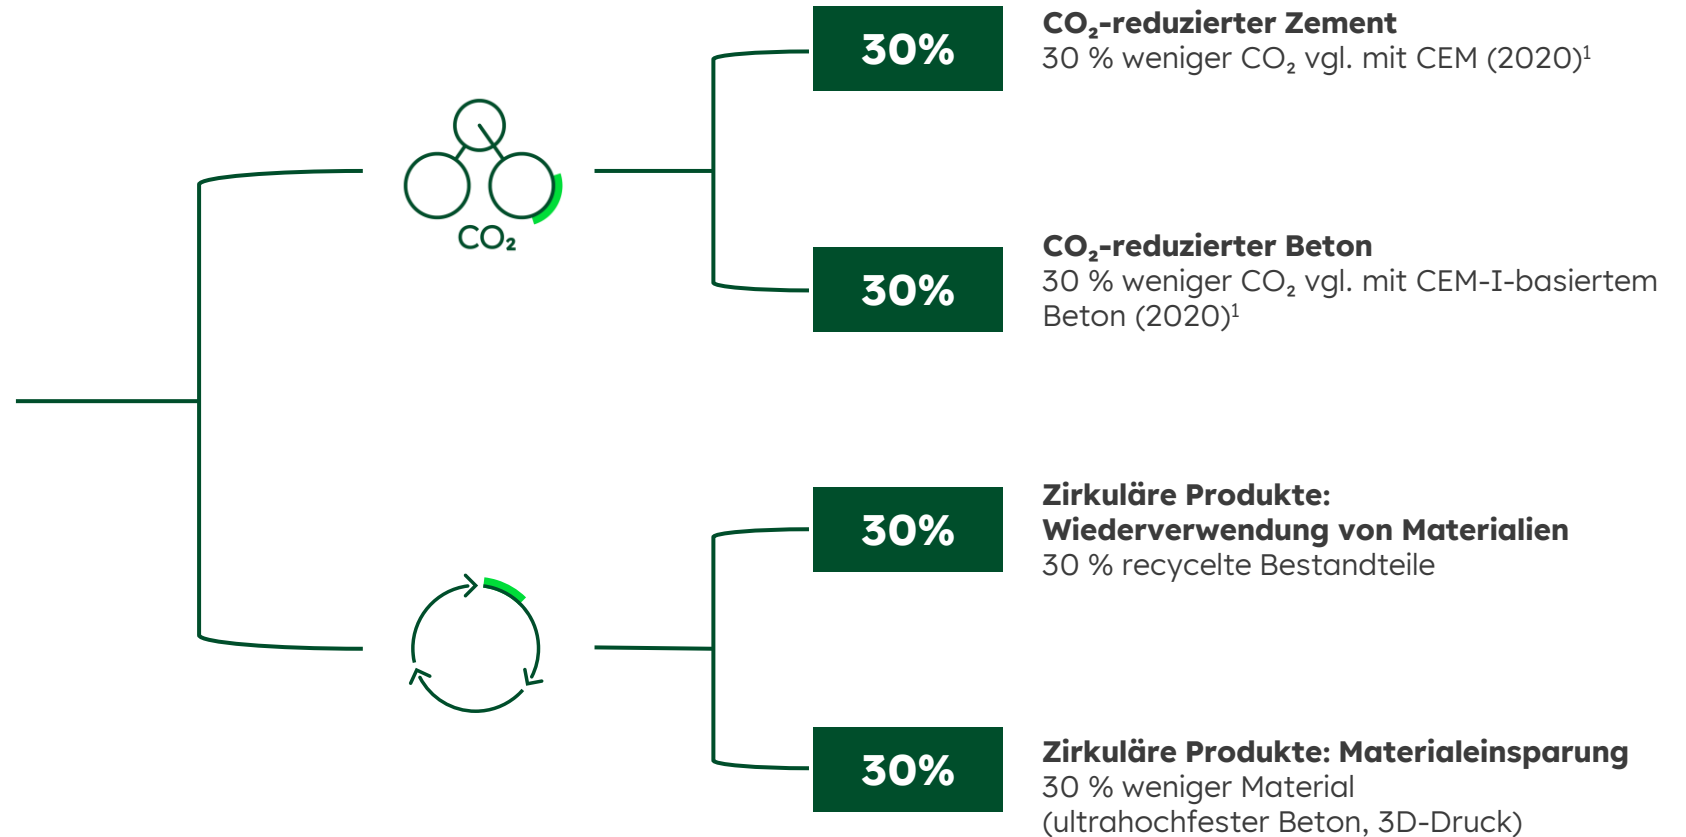 30%
CO₂-reduzierter Zement
30 % weniger CO₂ vgl. mit CEM (2020)¹
CO₂
30%
CO₂-reduzierter Beton
30 % weniger CO₂ vgl. mit CEM-I-basiertem
Beton (2020)¹
30%
Zirkuläre Produkte:
Wiederverwendung von Materialien
30 % recycelte Bestandteile
30%
Zirkuläre Produkte: Materialeinsparung
30 % weniger Material
(ultrahochfester Beton, 3D-Druck)